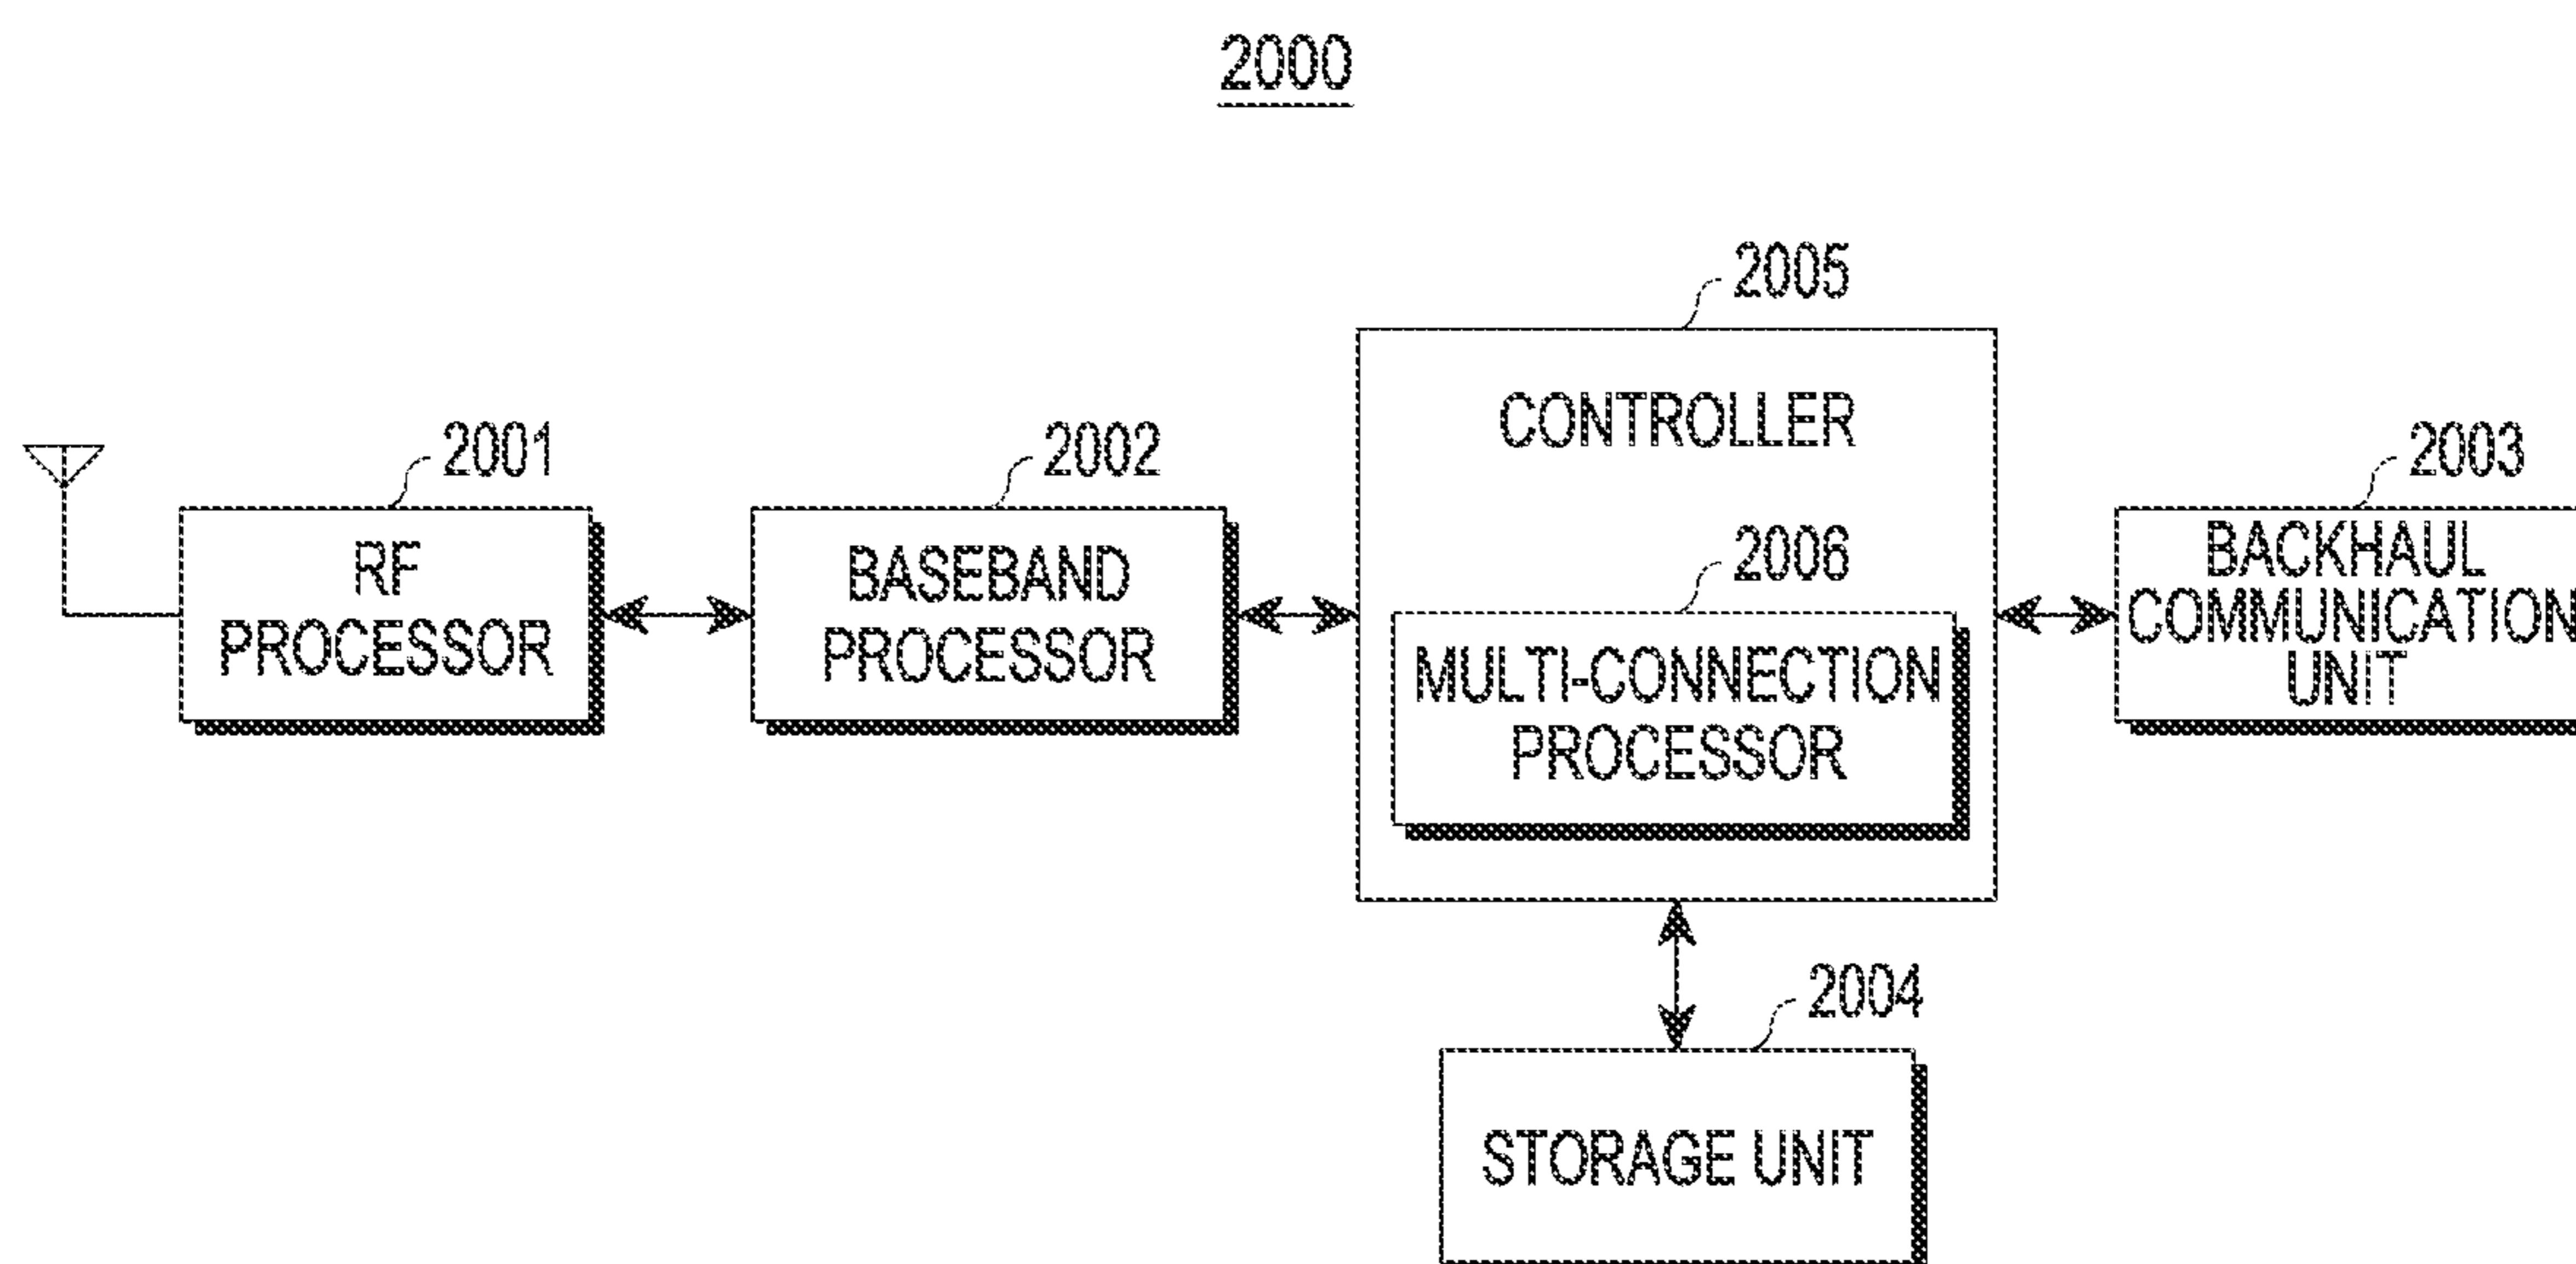 2000
2005
CONTROLLER
2001
2002
2003
RF
PROCESSOR
BASEBAND
PROCESSOR
2006
MULTI-CONNECTION
PROCESSOR
BACKHAUL
COMMUNICATION
UNIT
2004
STORAGE UNIT